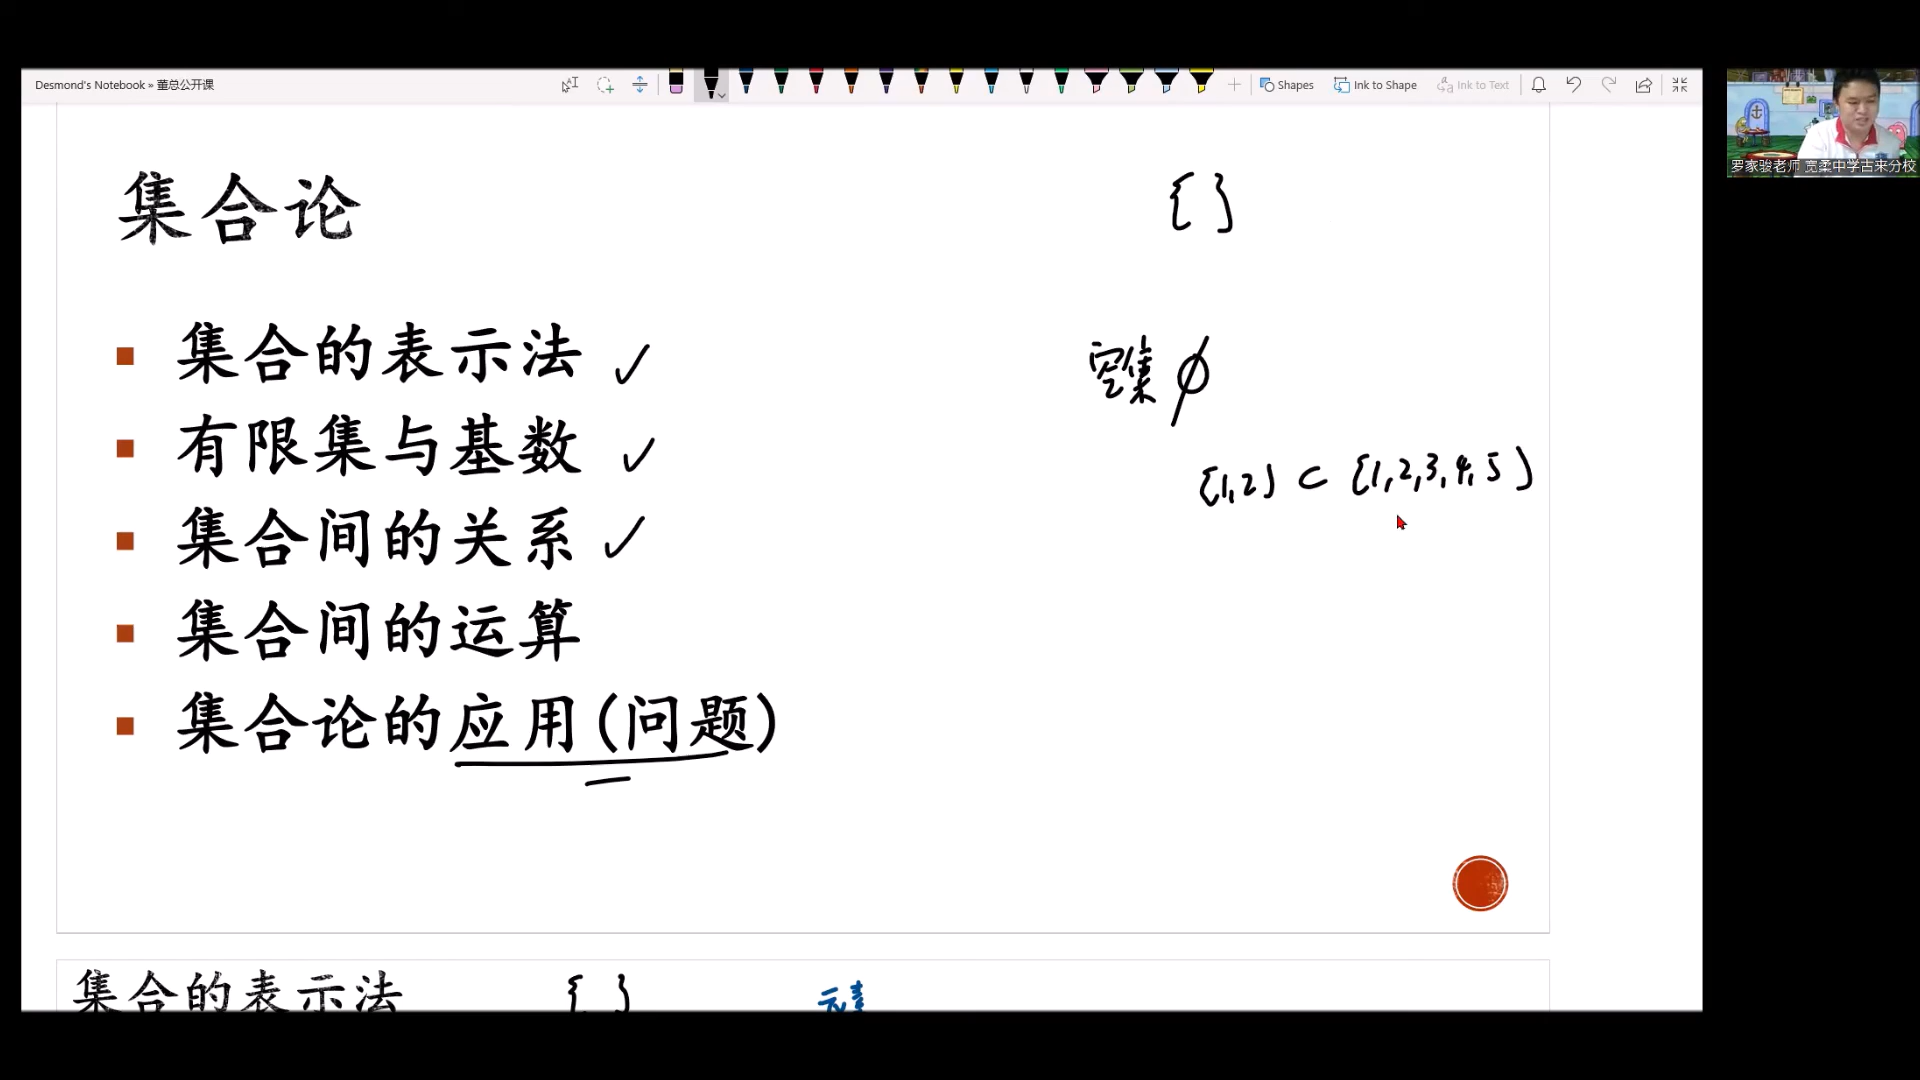 Desmond's Notebook » 董总公开课
Shapes
Ink to Shape
Ink to Text
罗家骏老师 宽柔中学古来分校
集合论
{ }
集合的表示法 ✓
空集 ∅
有限集与基数 ✓
{1,2} ⊂ {1,2,3,4,5}
集合间的关系 ✓
集合间的运算
集合论的应用(问题)
集合的表示法
{ }
元素